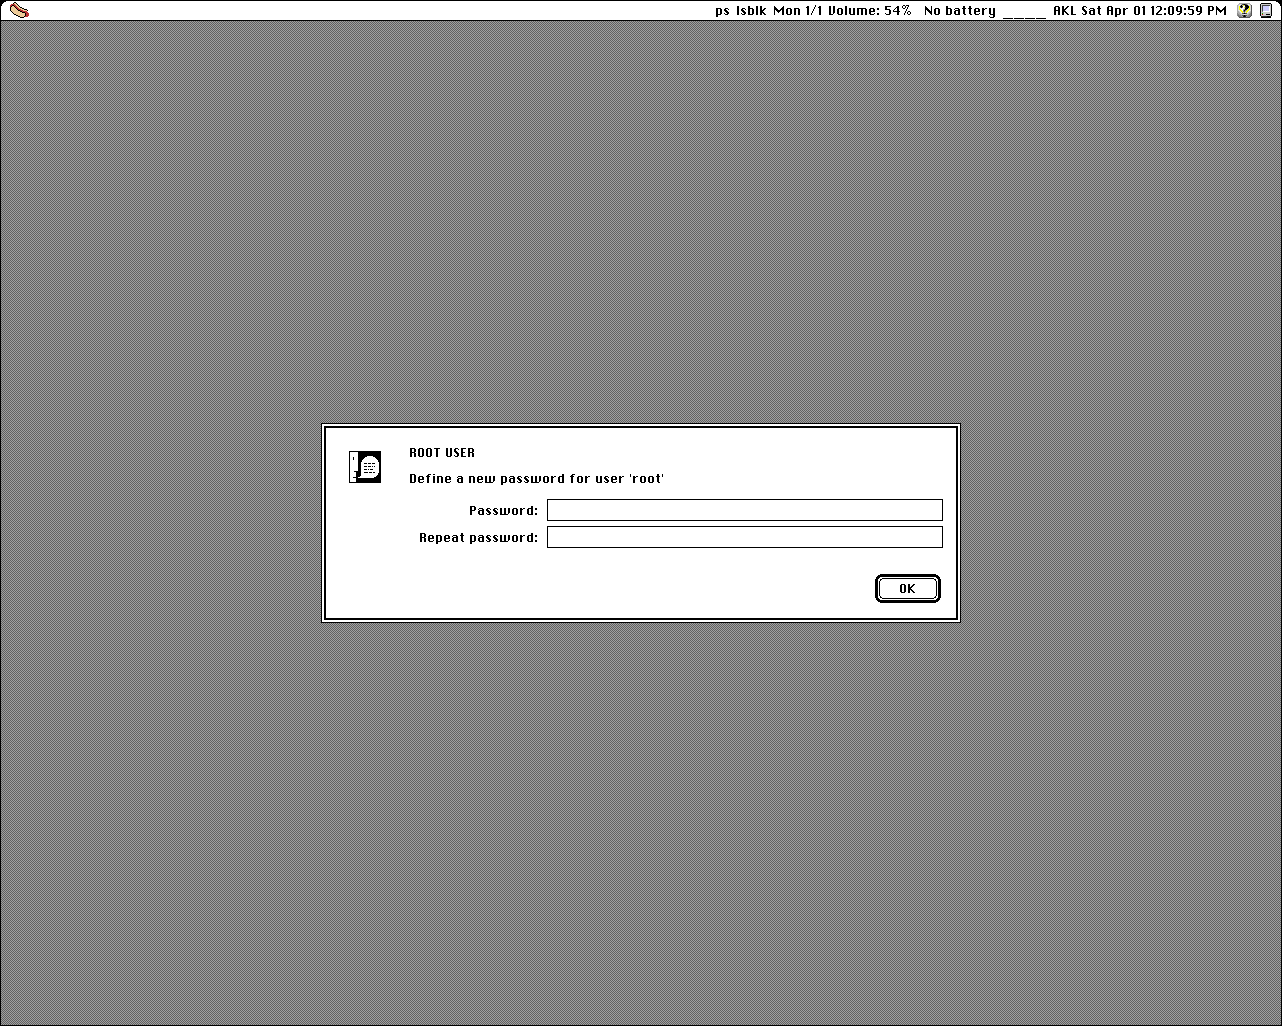 ps lsblk Mon 1/1 Volume: 54% No battery ____ AKL Sat Apr 01 12:09:59 PM ?
ROOT USER
Define a new password for user 'root'
Password:
Repeat password:
OK